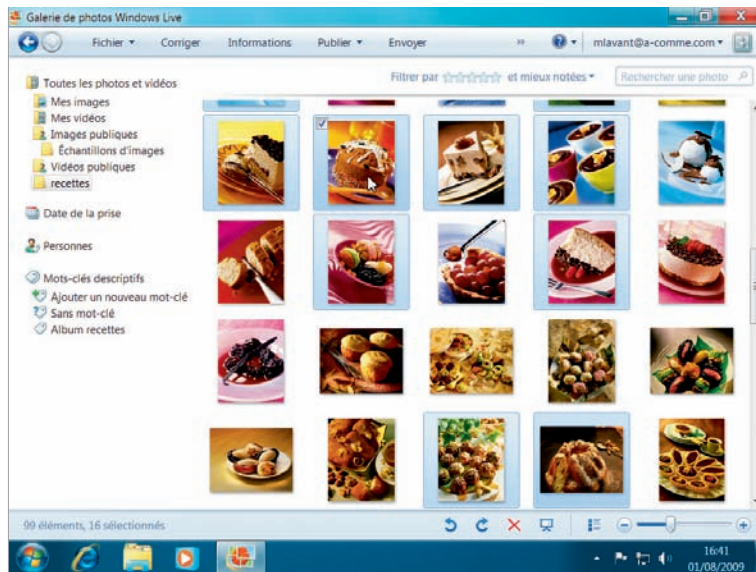 Galerie de photos Windows Live
Fichier Corriger Informations Publier Envoyer » mlavant@a-comme.com
Filtrer par et mieux notées Rechercher une photo
Toutes les photos et vidéos
Mes images
Mes vidéos
Images publiques
Échantillons d'images
Vidéos publiques
recettes
Date de la prise
Personnes
Mots-clés descriptifs
Ajouter un nouveau mot-clé
Sans mot-clé
Album recettes
99 éléments, 16 sélectionnés
16:41
01/08/2009